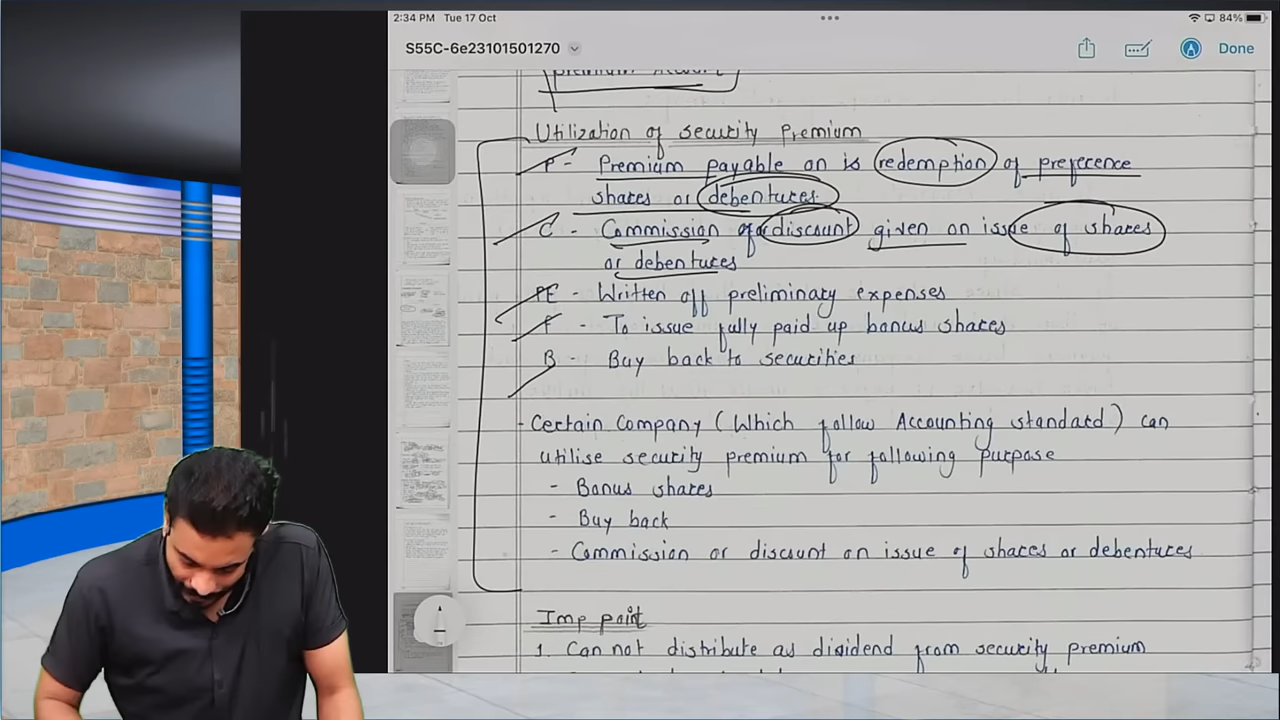 2:34 PM Tue 17 Oct
84%
S55C-6e23101501270
Done
premium Account
Utilization of security Premium
P - Premium payable on is redemption of preference
shares or debentures
C - Commission or discount given on issue of shares
or debentures
PE - Written off preliminary expenses
F - To issue fully paid up bonus shares
B - Buy back to securities
- Certain Company (Which follow Accounting standard) can
utilise security premium for following purpose
- Bonus shares
- Buy back
- Commission or discount on issue of shares or debentures
Imp point
1. Can not distribute as dividend from security premium